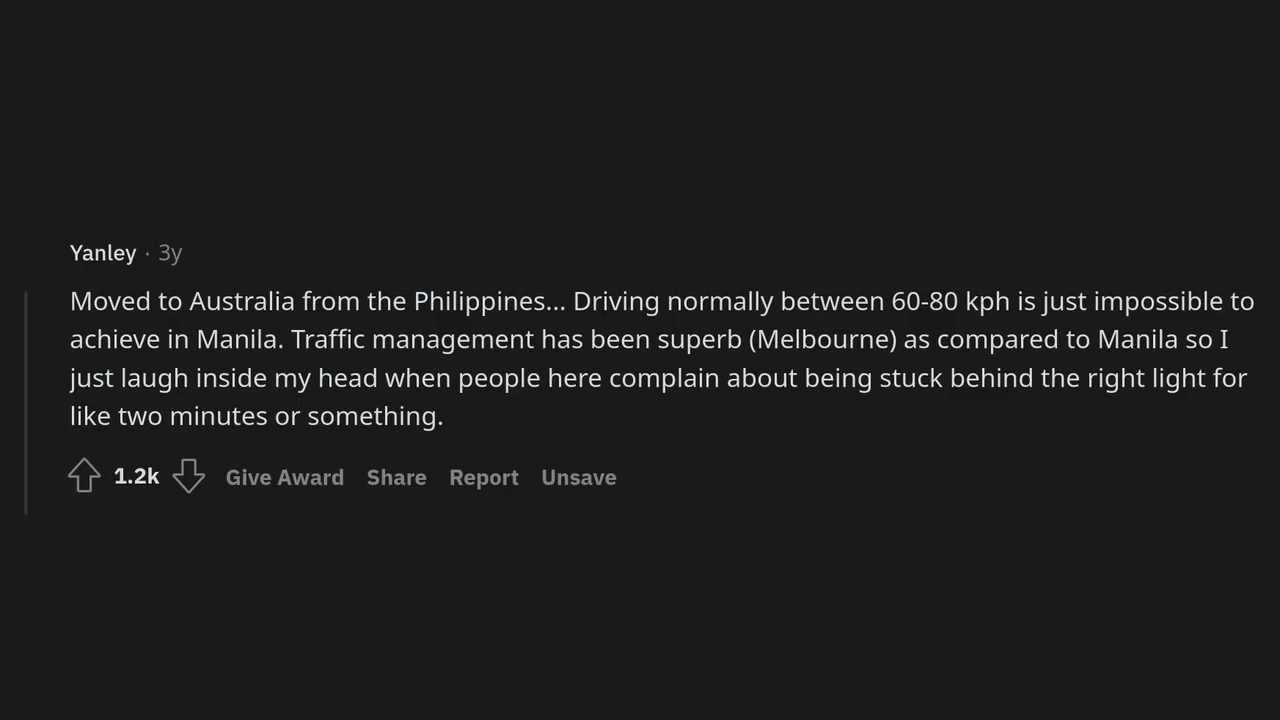 Yanley · 3y
Moved to Australia from the Philippines... Driving normally between 60-80 kph is just impossible to
achieve in Manila. Traffic management has been superb (Melbourne) as compared to Manila so I
just laugh inside my head when people here complain about being stuck behind the right light for
like two minutes or something.
1.2k Give Award Share Report Unsave